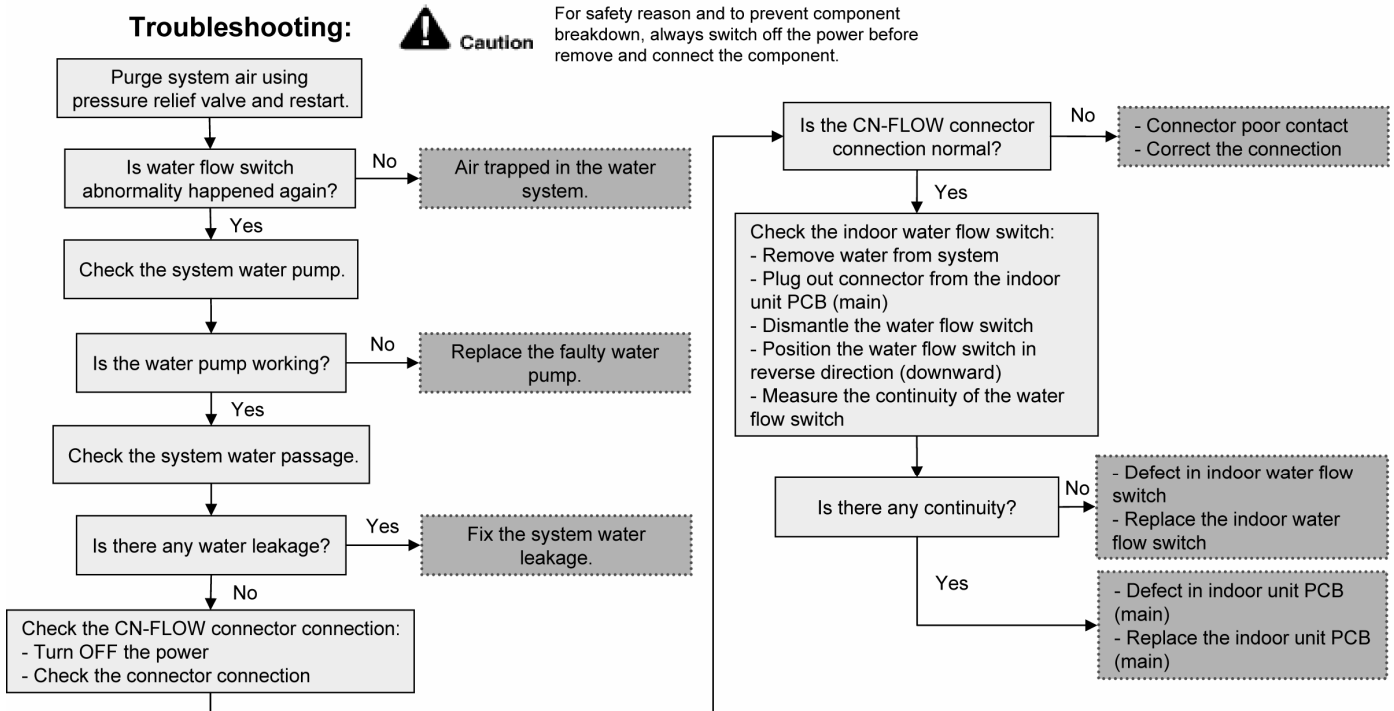 Troubleshooting:
Caution
For safety reason and to prevent component
breakdown, always switch off the power before
remove and connect the component.
Purge system air using
pressure relief valve and restart.
Is water flow switch
abnormality happened again?
No
Air trapped in the water
system.
Yes
Check the system water pump.
Is the water pump working?
No
Replace the faulty water
pump.
Yes
Check the system water passage.
Is there any water leakage?
Yes
Fix the system water
leakage.
No
Check the CN-FLOW connector connection:
- Turn OFF the power
- Check the connector connection
Is the CN-FLOW connector
connection normal?
No
- Connector poor contact
- Correct the connection
Yes
Check the indoor water flow switch:
- Remove water from system
- Plug out connector from the indoor
unit PCB (main)
- Dismantle the water flow switch
- Position the water flow switch in
reverse direction (downward)
- Measure the continuity of the water
flow switch
Is there any continuity?
No
- Defect in indoor water flow
switch
- Replace the indoor water
flow switch
Yes
- Defect in indoor unit PCB
(main)
- Replace the indoor unit PCB
(main)